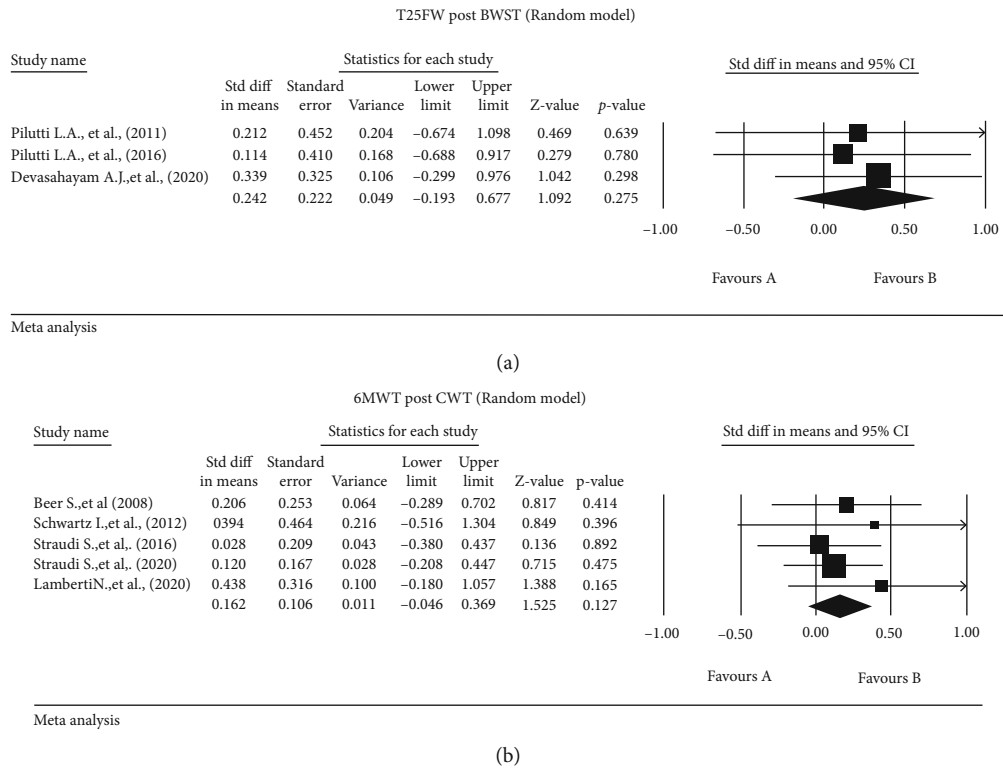 T25FW post BWST (Random model)
Study name Statistics for each study Std diff in means and 95% CI
Std diff Standard Lower Upper
in means error Variance limit limit Z-value p-value
Pilutti L.A., et al., (2011) 0.212 0.452 0.204 –0.674 1.098 0.469 0.639
Pilutti L.A., et al., (2016) 0.114 0.410 0.168 –0.688 0.917 0.279 0.780
Devasahayam A.J.,et al., (2020) 0.339 0.325 0.106 –0.299 0.976 1.042 0.298
0.242 0.222 0.049 –0.193 0.677 1.092 0.275
–1.00 –0.50 0.00 0.50 1.00
Favours A Favours B
Meta analysis
(a)
6MWT post CWT (Random model)
Study name Statistics for each study Std diff in means and 95% CI
Std diff Standard Lower Upper
in means error Variance limit limit Z-value p-value
Beer S.,et al (2008) 0.206 0.253 0.064 –0.289 0.702 0.817 0.414
Schwartz I.,et al., (2012) 0394 0.464 0.216 –0.516 1.304 0.849 0.396
Straudi S.,et al,. (2016) 0.028 0.209 0.043 –0.380 0.437 0.136 0.892
Straudi S.,et al,. (2020) 0.120 0.167 0.028 –0.208 0.447 0.715 0.475
LambertiN.,et al., (2020) 0.438 0.316 0.100 –0.180 1.057 1.388 0.165
0.162 0.106 0.011 –0.046 0.369 1.525 0.127
–1.00 –0.50 0.00 0.50 1.00
Favours A Favours B
Meta analysis
(b)